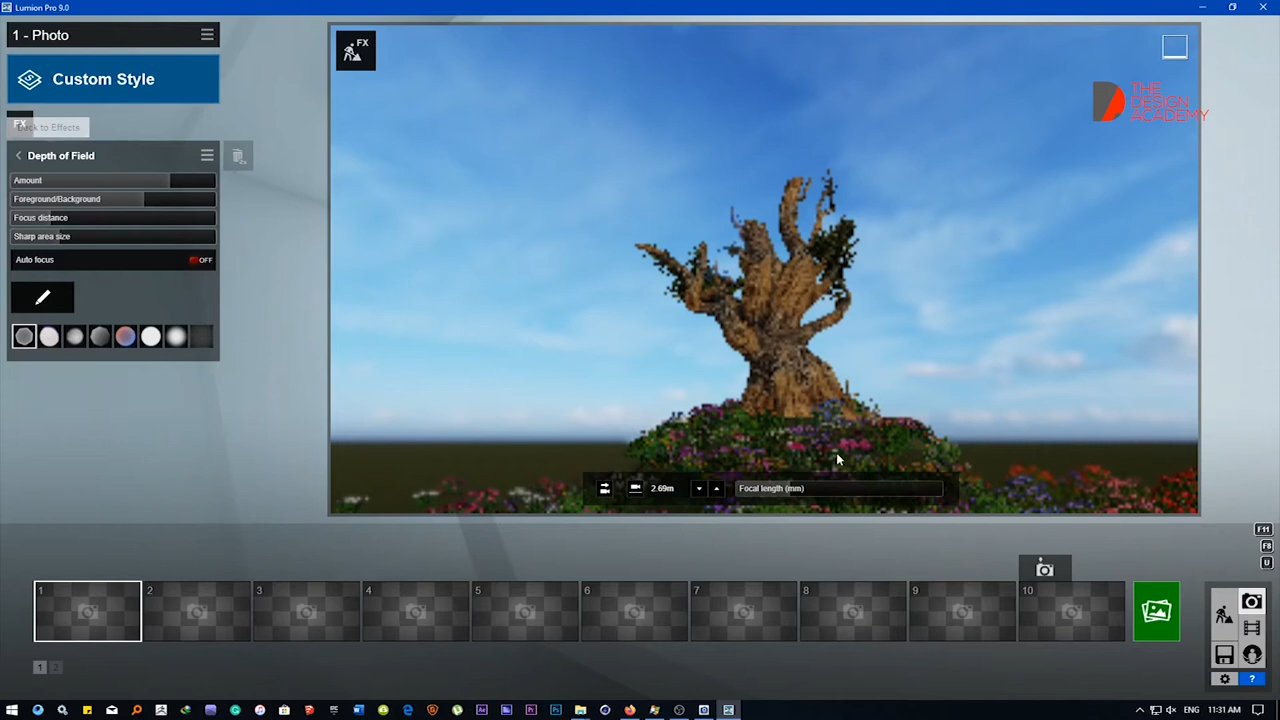 Lumion Pro 9.0
1 - Photo
FX
Custom Style
THE
DESIGN
ACADEMY
FX
Back to Effects
Depth of Field
Amount
Foreground/Background
Focus distance
Sharp area size
Auto focus
OFF
2.69m
Focal length (mm)
F11
F8
U
1
2
3
4
5
6
7
8
9
10
1
2
?
11:31 AM